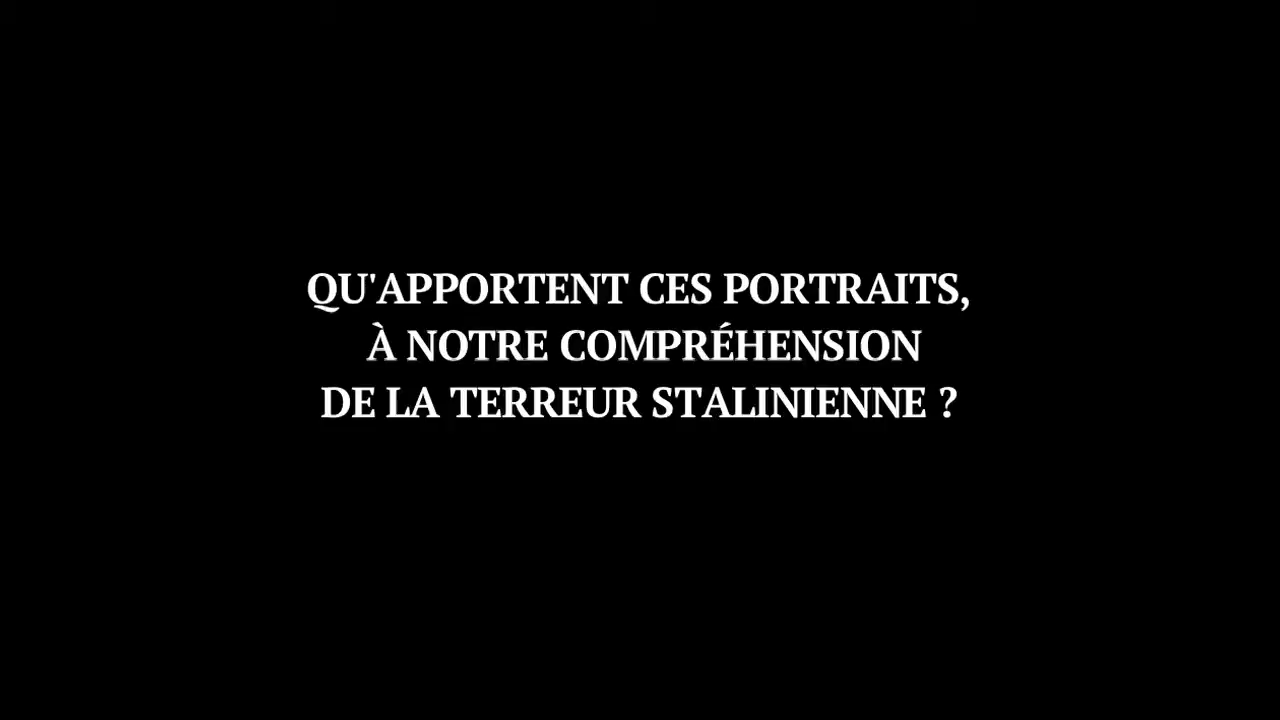 QU'APPORTENT CES PORTRAITS,
À NOTRE COMPRÉHENSION
DE LA TERREUR STALINIENNE ?